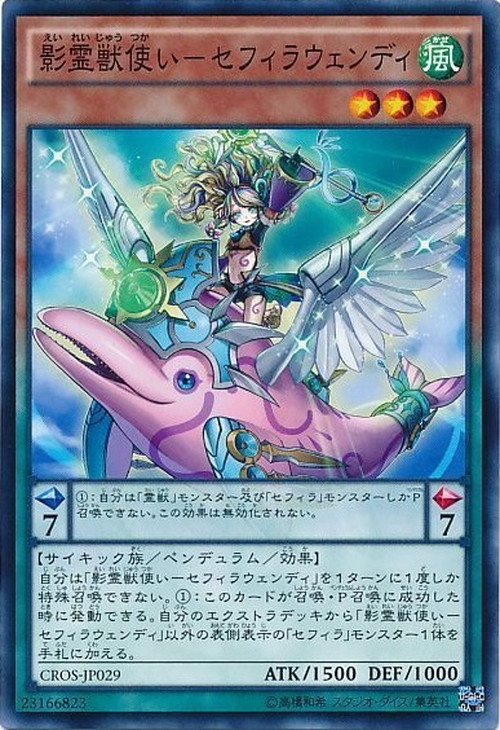 影霊獣使い－セフィラウェンディ
風
7
①：自分は「霊獣」モンスター及び「セフィラ」モンスターしかP
召喚できない。この効果は無効化されない。
7
【サイキック族／ペンデュラム／効果】
自分は「影霊獣使い－セフィラウェンディ」を1ターンに1度しか
特殊召喚できない。①：このカードが召喚・P召喚に成功した
時に発動できる。自分のエクストラデッキから「影霊獣使い－
セフィラウェンディ」以外の表側表示の「セフィラ」モンスター1体を
手札に加える。
CROS-JP029 ATK/1500 DEF/1000
23166823 ©高橋和希 スタジオ・ダイス/集英社